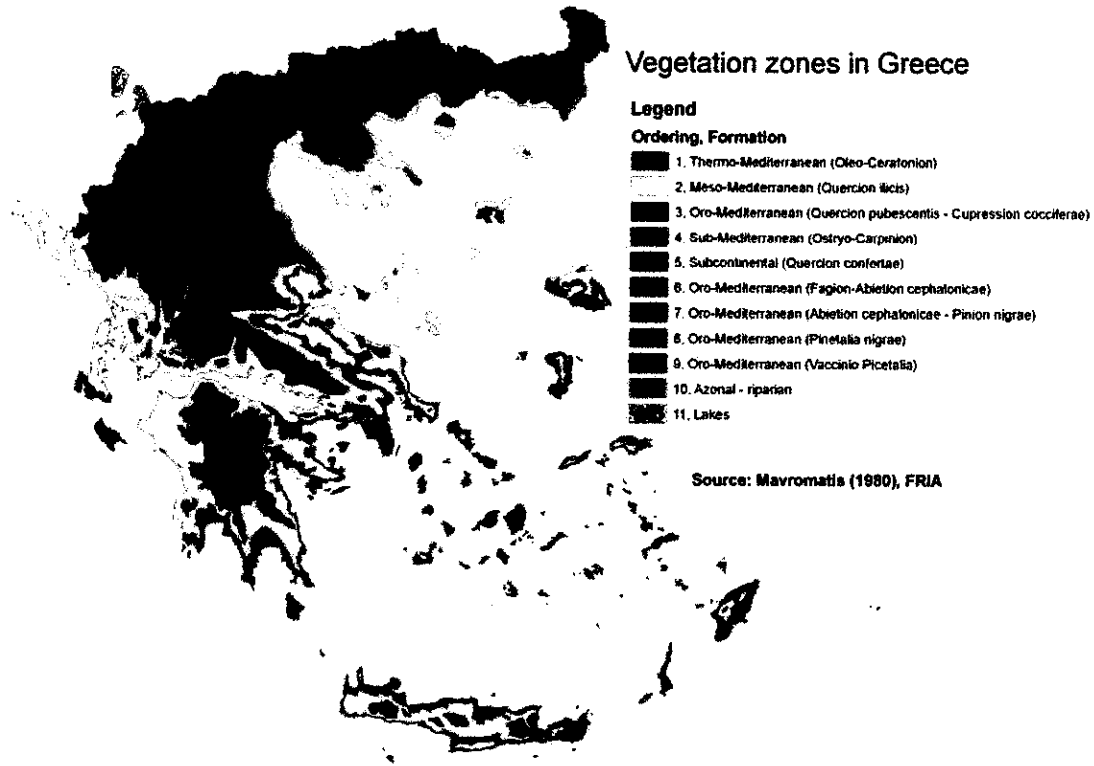 Vegetation zones in Greece
Legend
Ordering, Formation
1. Thermo-Mediterranean (Oleo-Ceratonion)
2. Meso-Mediterranean (Quercion ilicis)
3. Oro-Mediterranean (Quercion pubescentis - Cupression cocciferae)
4. Sub-Mediterranean (Ostryo-Carpinion)
5. Subcontinental (Quercion confertae)
6. Oro-Mediterranean (Fagion-Abietion cephalonicae)
7. Oro-Mediterranean (Abietion cephalonicae - Pinion nigrae)
8. Oro-Mediterranean (Pinetalia nigrae)
9. Oro-Mediterranean (Vaccinio Picetalia)
10. Azonal - riparian
11. Lakes
Source: Mavromatis (1980), FRIA